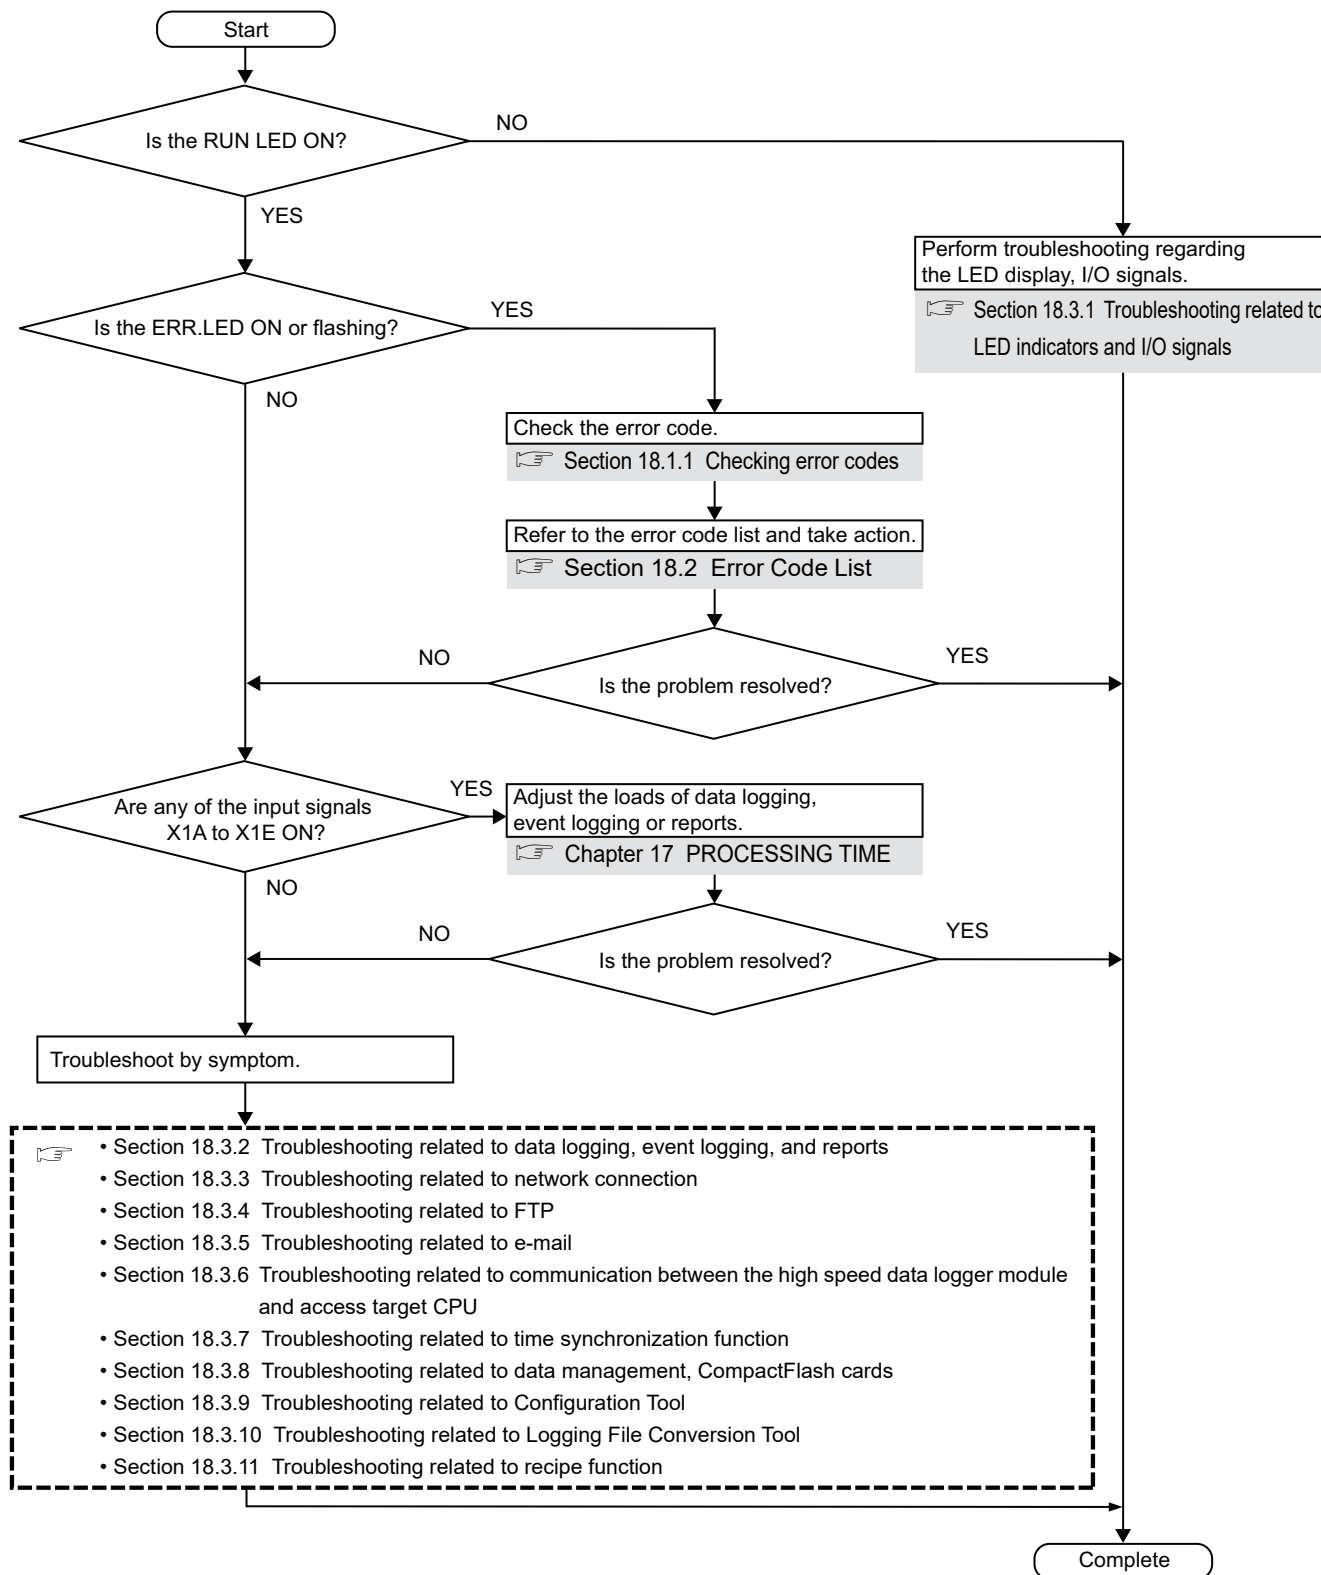 Start
Is the RUN LED ON?
NO
YES
Perform troubleshooting regarding
the LED display, I/O signals.
Section 18.3.1 Troubleshooting related to
LED indicators and I/O signals
Is the ERR.LED ON or flashing?
YES
NO
Check the error code.
Section 18.1.1 Checking error codes
Refer to the error code list and take action.
Section 18.2 Error Code List
Is the problem resolved?
NO
YES
Are any of the input signals
X1A to X1E ON?
YES
NO
Adjust the loads of data logging,
event logging or reports.
Chapter 17 PROCESSING TIME
Is the problem resolved?
NO
YES
Troubleshoot by symptom.
• Section 18.3.2 Troubleshooting related to data logging, event logging, and reports
• Section 18.3.3 Troubleshooting related to network connection
• Section 18.3.4 Troubleshooting related to FTP
• Section 18.3.5 Troubleshooting related to e-mail
• Section 18.3.6 Troubleshooting related to communication between the high speed data logger module
and access target CPU
• Section 18.3.7 Troubleshooting related to time synchronization function
• Section 18.3.8 Troubleshooting related to data management, CompactFlash cards
• Section 18.3.9 Troubleshooting related to Configuration Tool
• Section 18.3.10 Troubleshooting related to Logging File Conversion Tool
• Section 18.3.11 Troubleshooting related to recipe function
Complete